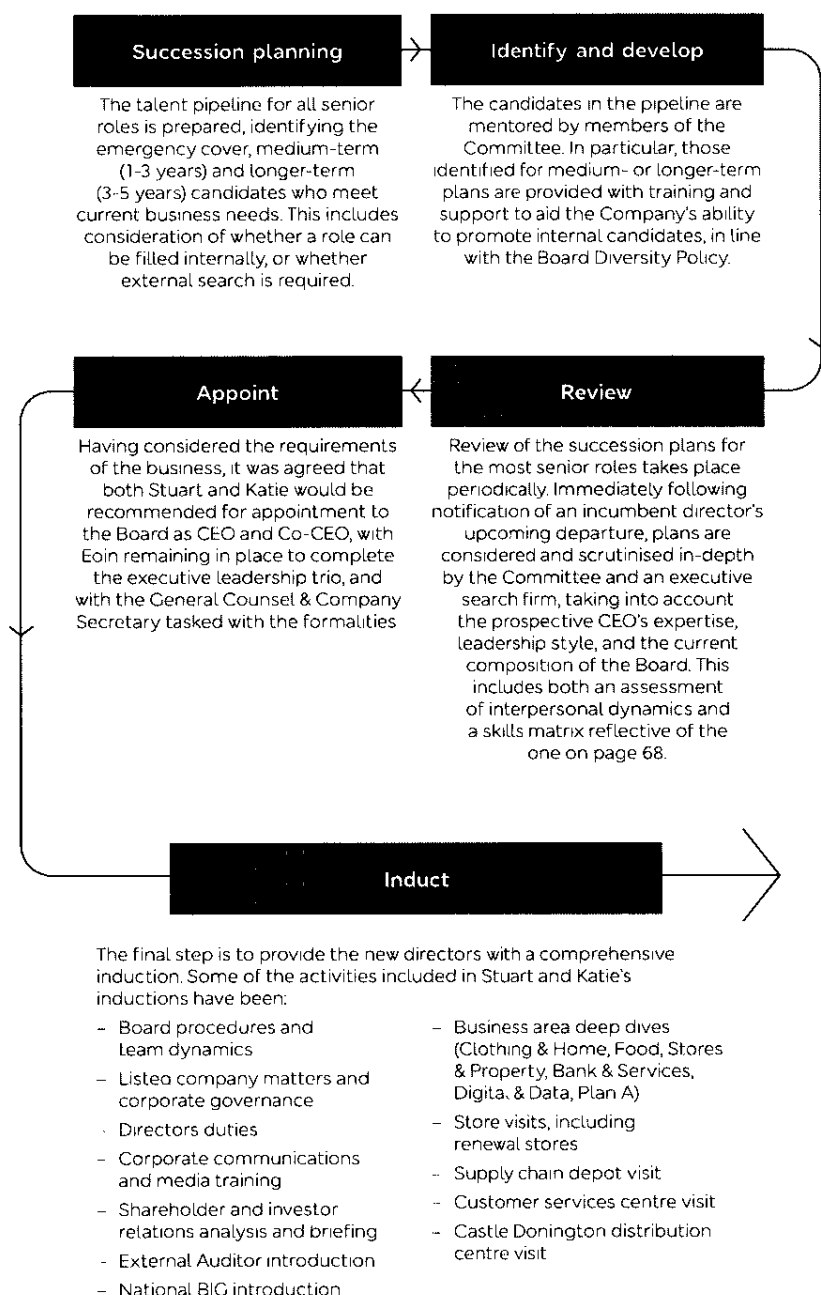 Succession planning
The talent pipeline for all senior
roles is prepared, identifying the
emergency cover, medium-term
(1-3 years) and longer-term
(3-5 years) candidates who meet
current business needs. This includes
consideration of whether a role can
be filled internally, or whether
external search is required.
Identify and develop
The candidates in the pipeline are
mentored by members of the
Committee. In particular, those
identified for medium- or longer-term
plans are provided with training and
support to aid the Company's ability
to promote internal candidates, in line
with the Board Diversity Policy.
Review
Review of the succession plans for
the most senior roles takes place
periodically. Immediately following
notification of an incumbent director's
upcoming departure, plans are
considered and scrutinised in-depth
by the Committee and an executive
search firm, taking into account
the prospective CEO's expertise,
leadership style, and the current
composition of the Board. This
includes both an assessment
of interpersonal dynamics and
a skills matrix reflective of the
one on page 68.
Appoint
Having considered the requirements
of the business, it was agreed that
both Stuart and Katie would be
recommended for appointment to
the Board as CEO and Co-CEO, with
Eoin remaining in place to complete
the executive leadership trio, and
with the General Counsel & Company
Secretary tasked with the formalities
Induct
The final step is to provide the new directors with a comprehensive
induction. Some of the activities included in Stuart and Katie's
inductions have been:
– Board procedures and
team dynamics
– Listed company matters and
corporate governance
- Directors duties
– Corporate communications
and media training
– Shareholder and investor
relations analysis and briefing
- External Auditor introduction
– National BIG introduction
– Business area deep dives
(Clothing & Home, Food, Stores
& Property, Bank & Services,
Digital & Data, Plan A)
– Store visits, including
renewal stores
– Supply chain depot visit
– Customer services centre visit
– Castle Donington distribution
centre visit